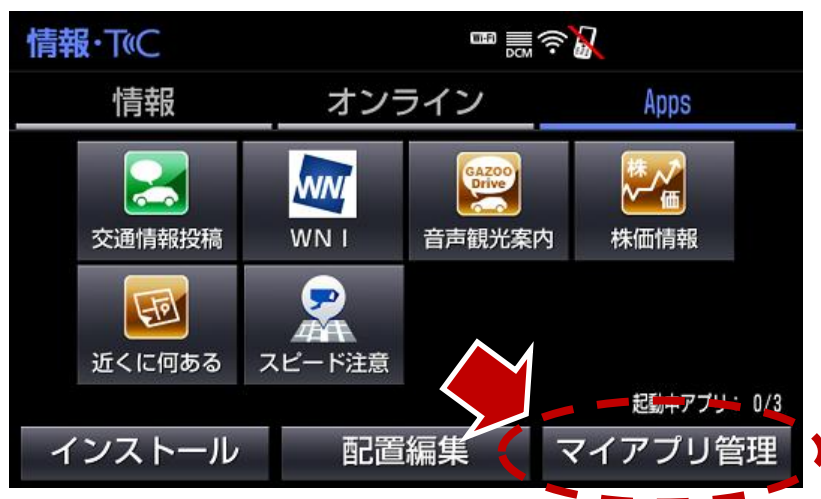 情報・T((C
Wi-Fi DCM
情報 オンライン Apps
WNI GAZOO Drive 株価
交通情報投稿 WNI 音声観光案内 株価情報
近くに何ある スピード注意
起動中アプリ： 0/3
インストール 配置編集 マイアプリ管理